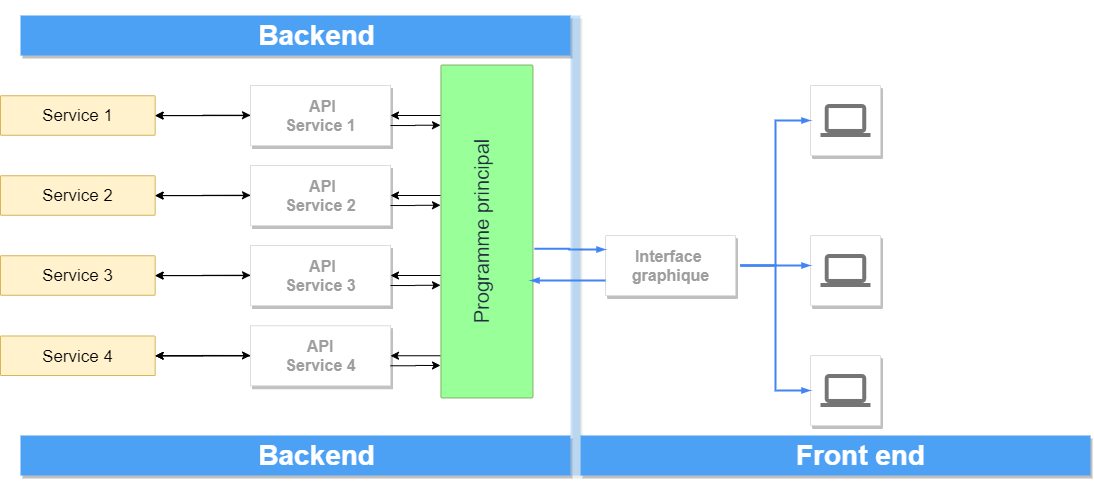 Backend
Service 1
API
Service 1
Service 2
API
Service 2
Service 3
API
Service 3
Service 4
API
Service 4
Programme principal
Interface
graphique
Backend
Front end